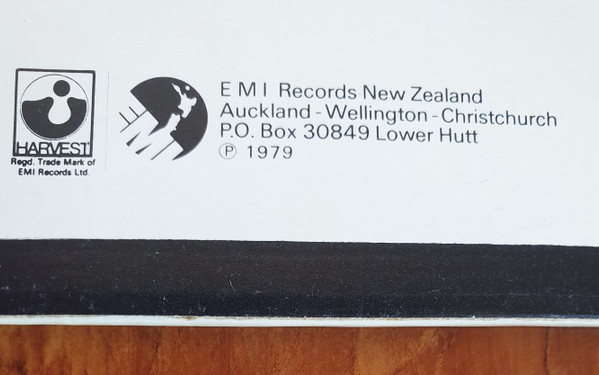 HARVEST
Regd. Trade Mark of
EMI Records Ltd.
EMI
E M I Records New Zealand
Auckland - Wellington - Christchurch
P.O. Box 30849 Lower Hutt
Ⓟ 1979